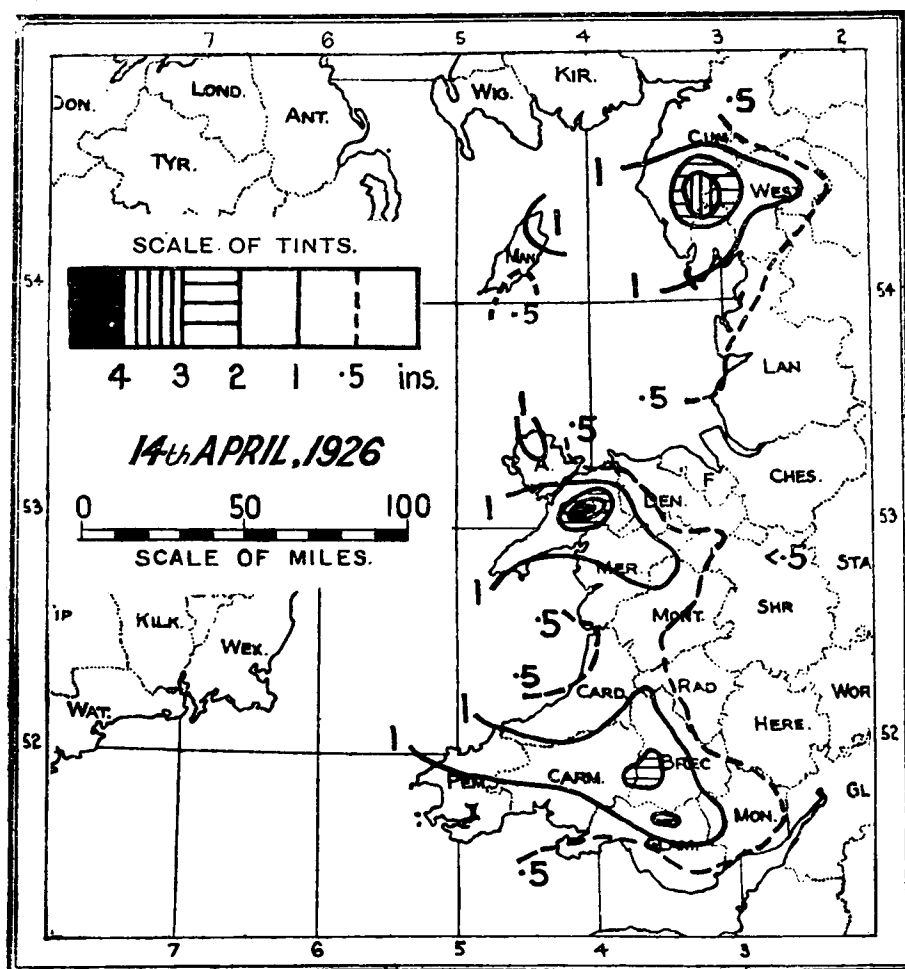 7 6 5 4 3 2
DON. LOND. ANT. WIG. KIR.
.5
CUM.
TYR.
1 WEST
SCALE OF TINTS.
1
MAN
54 1 54
.5
4 3 2 1 .5 ins.
LAN
.5
1 .5
14th APRIL, 1926
A F CHES.
0 50 100
DEN.
53 1 53
SCALE OF MILES.
<.5
MER. STA
1
IP KILK. MONT. SHR
WEX. .5
.5 CARD. RAD WOR
WAT. 1 HERE.
52 1 52
BREC
PEM. CARM. GL
MON.
.5
7 6 5 4 3